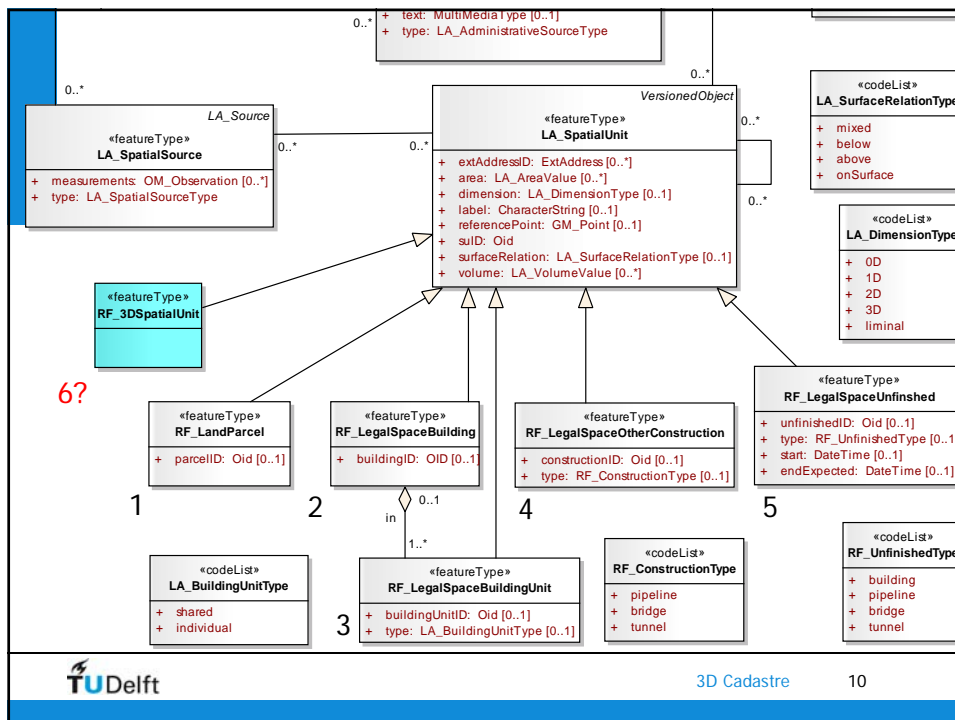 + text: MultiMediaType [0..1]
+ type: LA_AdministrativeSourceType
0..*
0..*
0..*
LA_Source
«featureType»
LA_SpatialSource
+ measurements: OM_Observation [0..*]
+ type: LA_SpatialSourceType
0..*
0..*
VersionedObject
«featureType»
LA_SpatialUnit
+ extAddressID: ExtAddress [0..*]
+ area: LA_AreaValue [0..*]
+ dimension: LA_DimensionType [0..1]
+ label: CharacterString [0..1]
+ referencePoint: GM_Point [0..1]
+ suID: Oid
+ surfaceRelation: LA_SurfaceRelationType [0..1]
+ volume: LA_VolumeValue [0..*]
0..*
0..*
«codeList»
LA_SurfaceRelationType
+ mixed
+ below
+ above
+ onSurface
«codeList»
LA_DimensionType
+ 0D
+ 1D
+ 2D
+ 3D
+ liminal
«featureType»
RF_3DSpatialUnit
6?
«featureType»
RF_LandParcel
+ parcelID: Oid [0..1]
1
«featureType»
RF_LegalSpaceBuilding
+ buildingID: OID [0..1]
2
0..1
in
1..*
«featureType»
RF_LegalSpaceOtherConstruction
+ constructionID: Oid [0..1]
+ type: RF_ConstructionType [0..1]
4
«featureType»
RF_LegalSpaceUnfinshed
+ unfinishedID: Oid [0..1]
+ type: RF_UnfinishedType [0..1
+ start: DateTime [0..1]
+ endExpected: DateTime [0..1]
5
«codeList»
LA_BuildingUnitType
+ shared
+ individual
3
«featureType»
RF_LegalSpaceBuildingUnit
+ buildingUnitID: Oid [0..1]
+ type: LA_BuildingUnitType [0..1]
«codeList»
RF_ConstructionType
+ pipeline
+ bridge
+ tunnel
«codeList»
RF_UnfinishedType
+ building
+ pipeline
+ bridge
+ tunnel
TUDelft
3D Cadastre 10